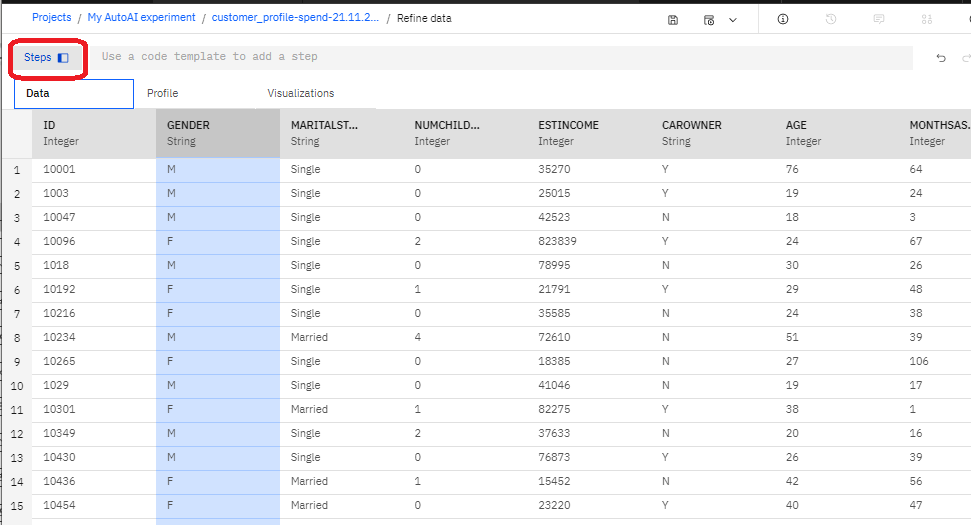 Projects / My AutoAI experiment / customer_profile-spend-21.11.2... / Refine data
Steps Use a code template to add a step
Data Profile Visualizations
ID GENDER MARITALST... NUMCHILD... ESTINCOME CAROWNER AGE MONTHSAS...
Integer String String Integer Integer String Integer Integer
1 10001 M Single 0 35270 Y 76 64
2 1003 M Single 0 25015 Y 19 24
3 10047 M Single 0 42523 N 18 3
4 10096 F Single 2 823839 Y 24 67
5 1018 M Single 0 78995 N 30 26
6 10192 F Single 1 21791 Y 29 48
7 10216 F Single 0 35585 N 24 38
8 10234 M Married 4 72610 N 51 39
9 10265 F Single 0 18385 N 27 106
10 1029 M Single 0 41046 N 19 17
11 10301 F Married 1 82275 Y 38 1
12 10349 M Single 2 37633 N 20 16
13 10430 M Single 0 76873 Y 26 39
14 10436 F Married 1 15452 N 42 56
15 10454 F Married 0 23220 Y 40 47